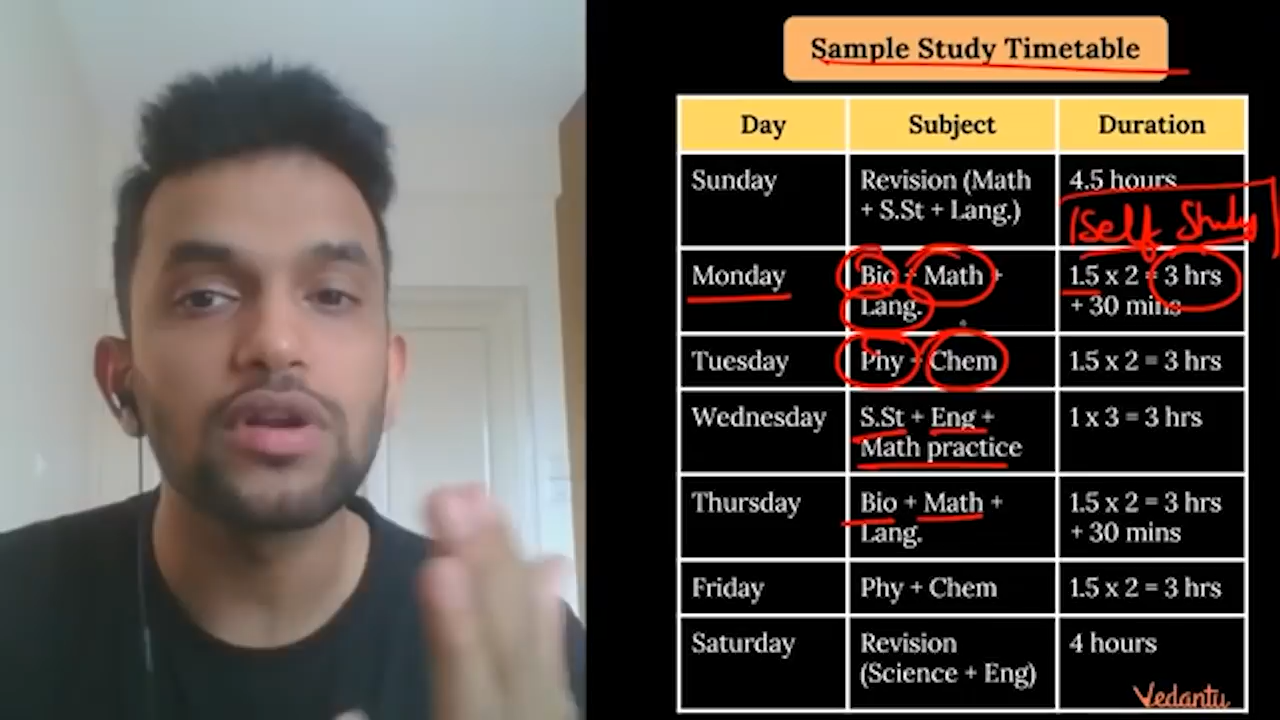 Sample Study Timetable
Day Subject Duration
Sunday Revision (Math 4.5 hours
+ S.St + Lang.) Self Study
Monday Bio + Math + 1.5 x 2 = 3 hrs
Lang. + 30 mins
Tuesday Phy + Chem 1.5 x 2 = 3 hrs
Wednesday S.St + Eng + 1 x 3 = 3 hrs
Math practice
Thursday Bio + Math + 1.5 x 2 = 3 hrs
Lang. + 30 mins
Friday Phy + Chem 1.5 x 2 = 3 hrs
Saturday Revision 4 hours
(Science + Eng)
Vedantu